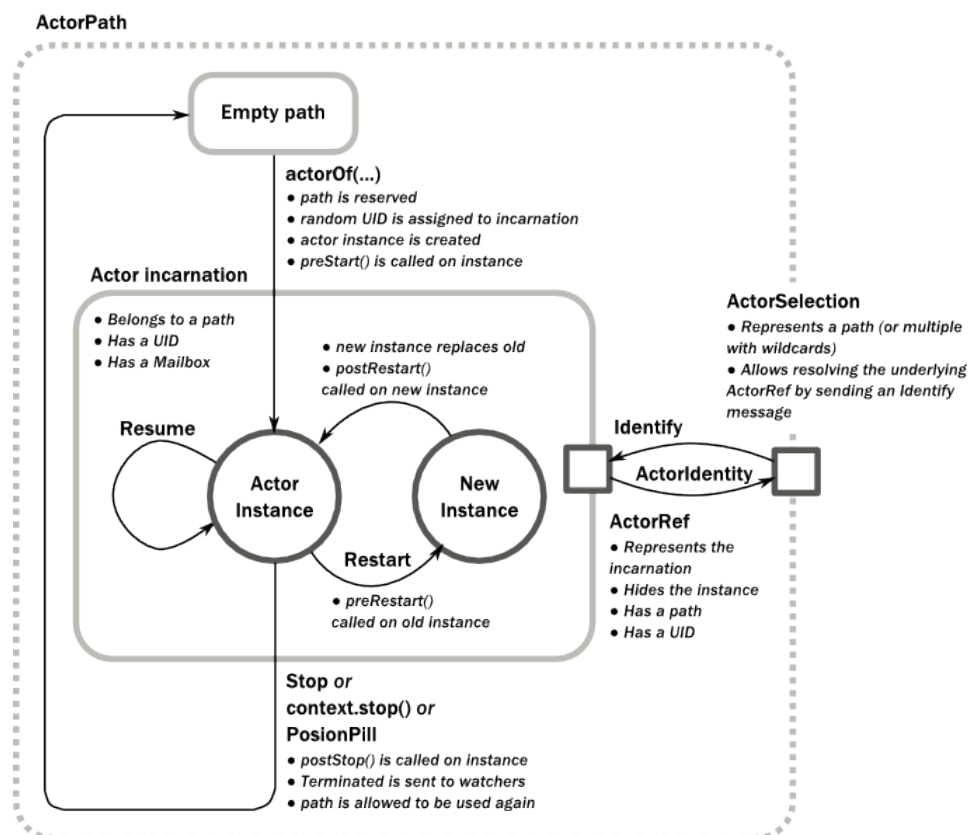 ActorPath
Empty path
actorOf(...)
● path is reserved
● random UID is assigned to incarnation
● actor instance is created
● preStart() is called on instance
Actor incarnation
● Belongs to a path
● Has a UID
● Has a Mailbox
● new instance replaces old
● postRestart()
called on new instance
Resume
Actor
Instance
New
Instance
Restart
● preRestart()
called on old instance
ActorSelection
● Represents a path (or multiple
with wildcards)
● Allows resolving the underlying
ActorRef by sending an Identify
message
Identify
ActorIdentity
ActorRef
● Represents the
incarnation
● Hides the instance
● Has a path
● Has a UID
Stop or
context.stop() or
PosionPill
● postStop() is called on instance
● Terminated is sent to watchers
● path is allowed to be used again